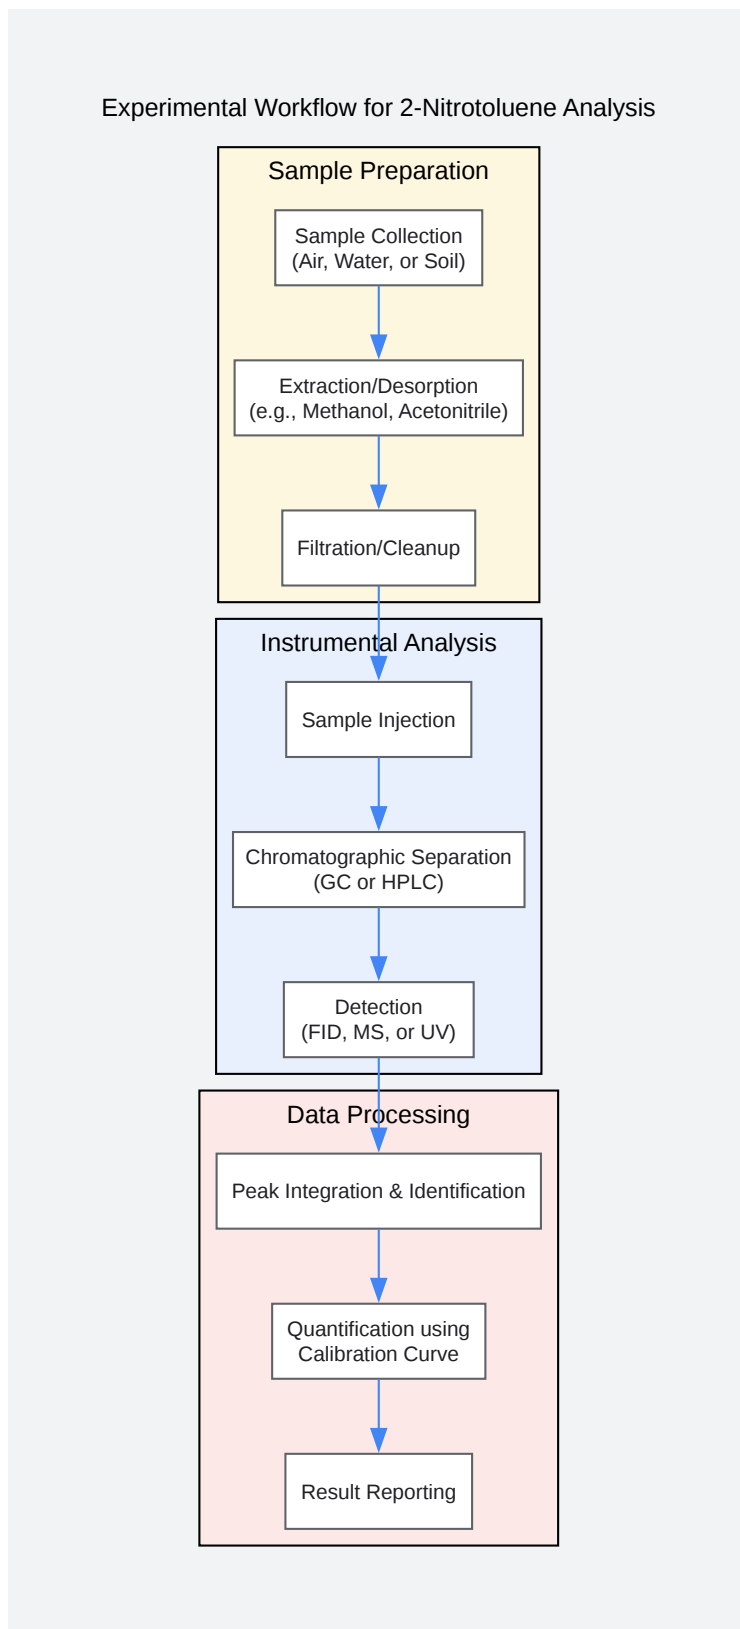 Experimental Workflow for 2-Nitrotoluene Analysis
Sample Preparation
Sample Collection
(Air, Water, or Soil)
Extraction/Desorption
(e.g., Methanol, Acetonitrile)
Filtration/Cleanup
Instrumental Analysis
Sample Injection
Chromatographic Separation
(GC or HPLC)
Detection
(FID, MS, or UV)
Data Processing
Peak Integration & Identification
Quantification using
Calibration Curve
Result Reporting